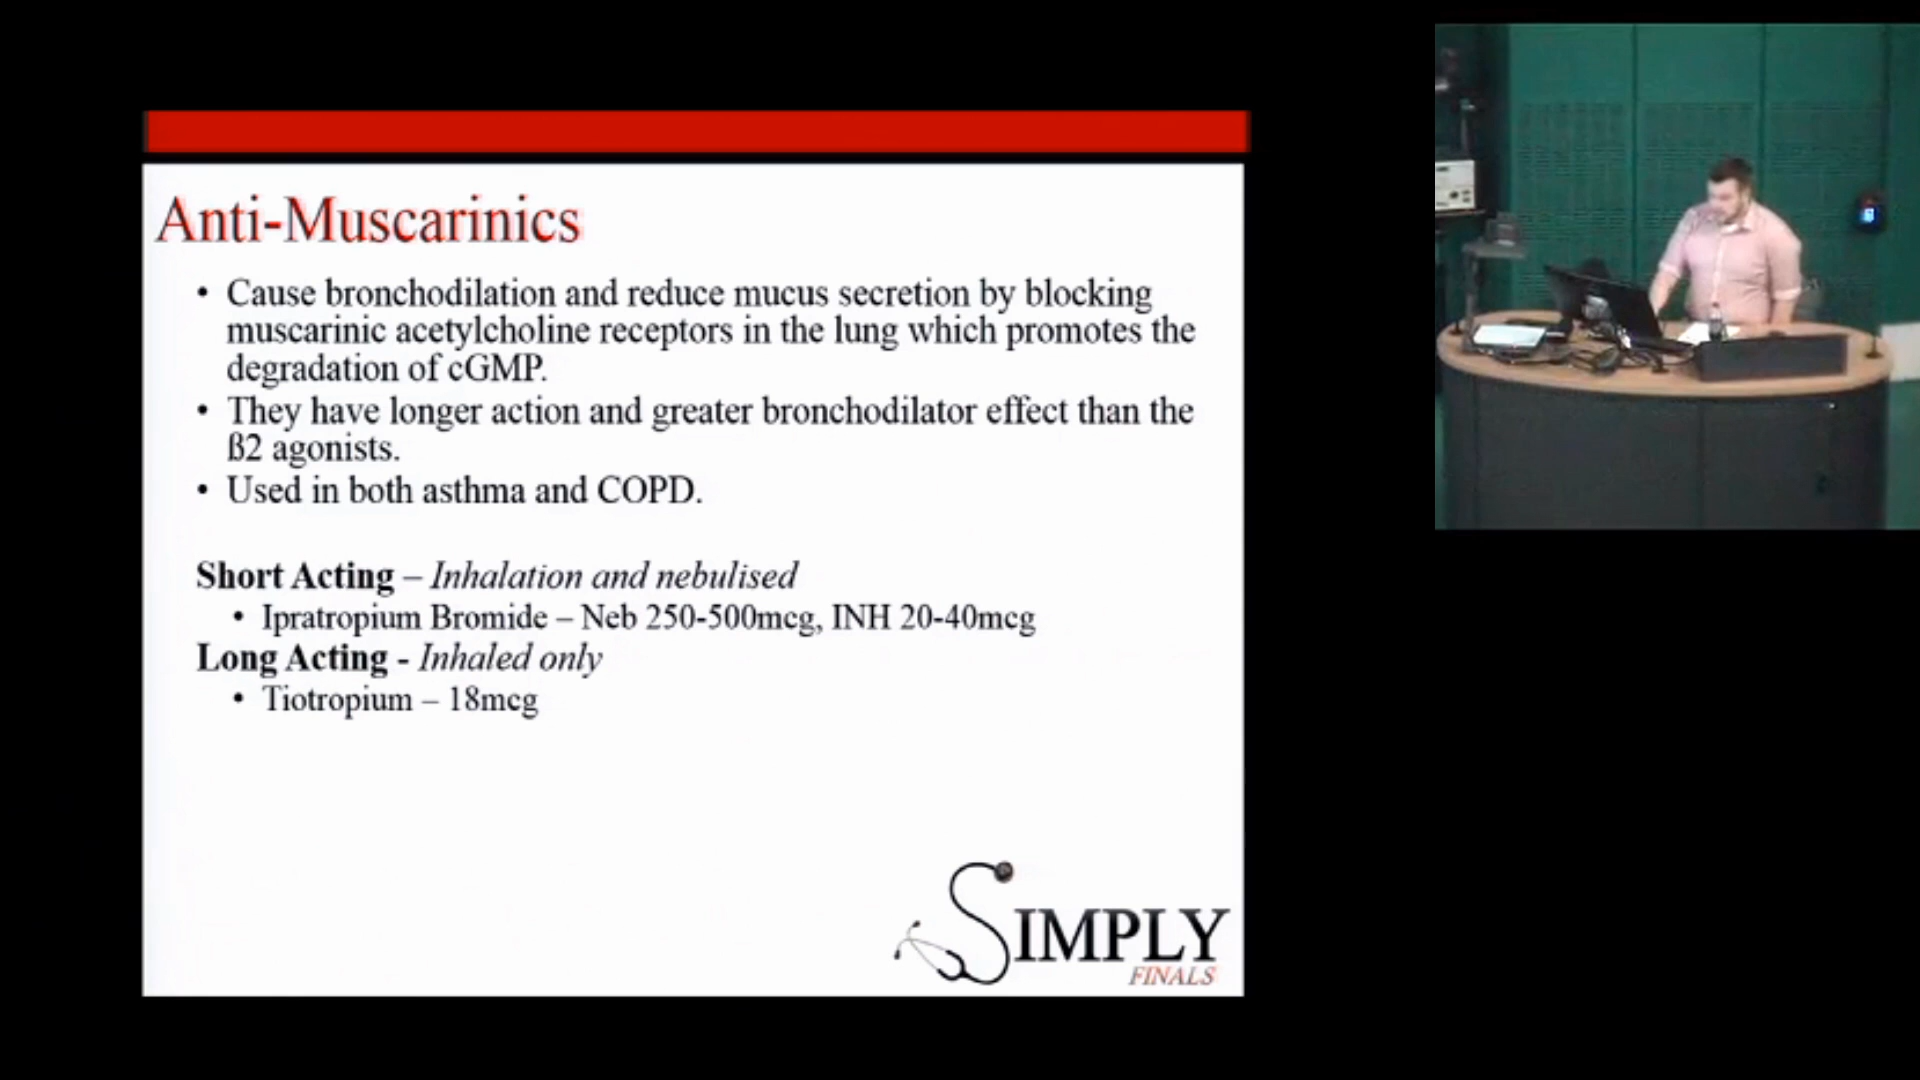 Anti-Muscarinics
• Cause bronchodilation and reduce mucus secretion by blocking
muscarinic acetylcholine receptors in the lung which promotes the
degradation of cGMP.
• They have longer action and greater bronchodilator effect than the
ß2 agonists.
• Used in both asthma and COPD.
Short Acting – Inhalation and nebulised
• Ipratropium Bromide – Neb 250-500mcg, INH 20-40mcg
Long Acting - Inhaled only
• Tiotropium – 18mcg
SIMPLY
FINALS